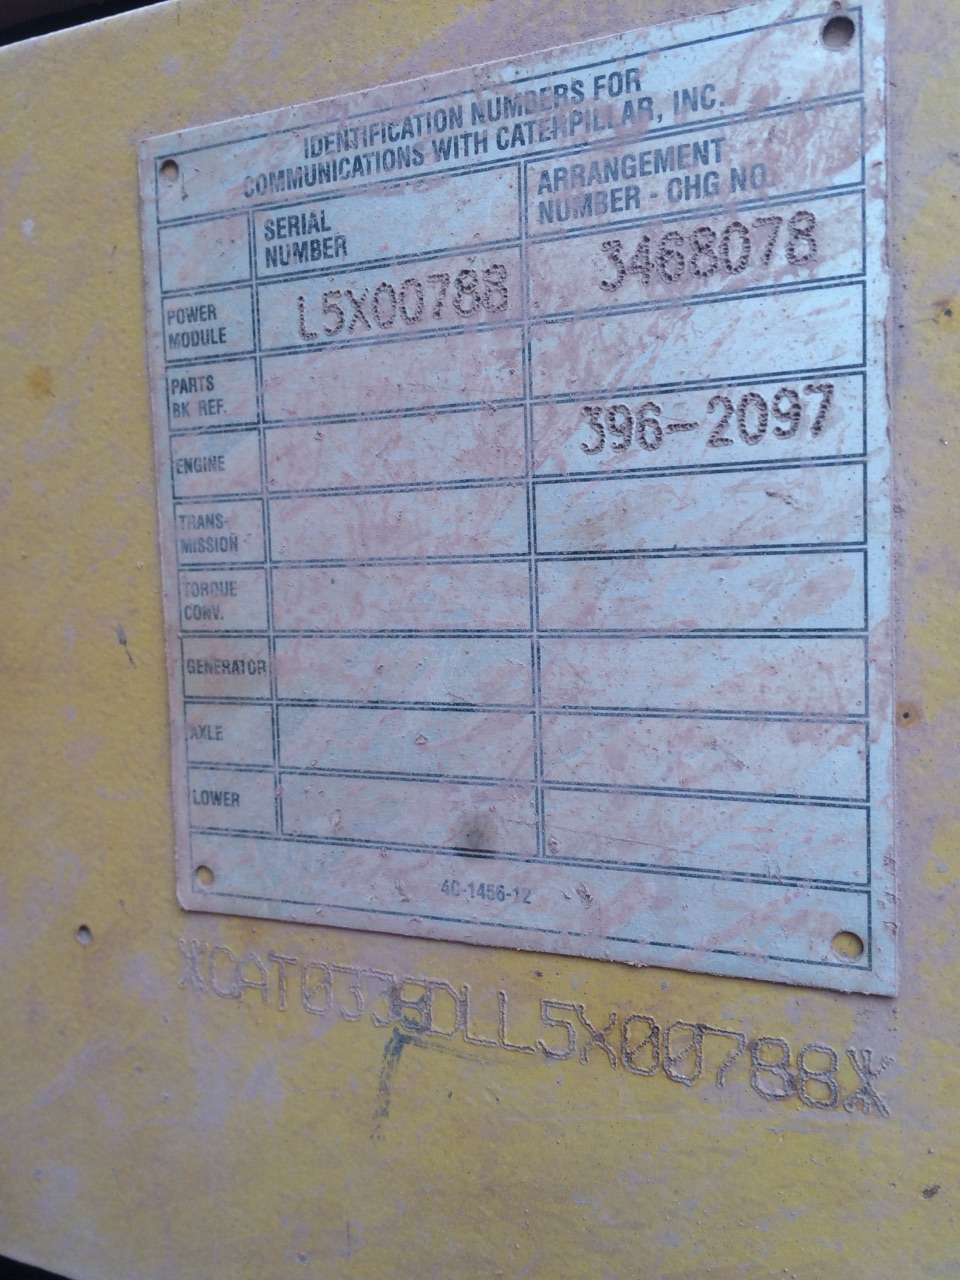 IDENTIFICATION NUMBERS FOR
COMMUNICATIONS WITH CATERPILLAR, INC.
SERIAL
NUMBER
ARRANGEMENT
NUMBER - CHG NO
POWER
MODULE
L5X00788
3468078
PARTS
BK REF.
396-2097
ENGINE
TRANS-
MISSION
TORQUE
CONV.
GENERATOR
AXLE
LOWER
4C-1456-12
*CAT0336DLL5X00788*